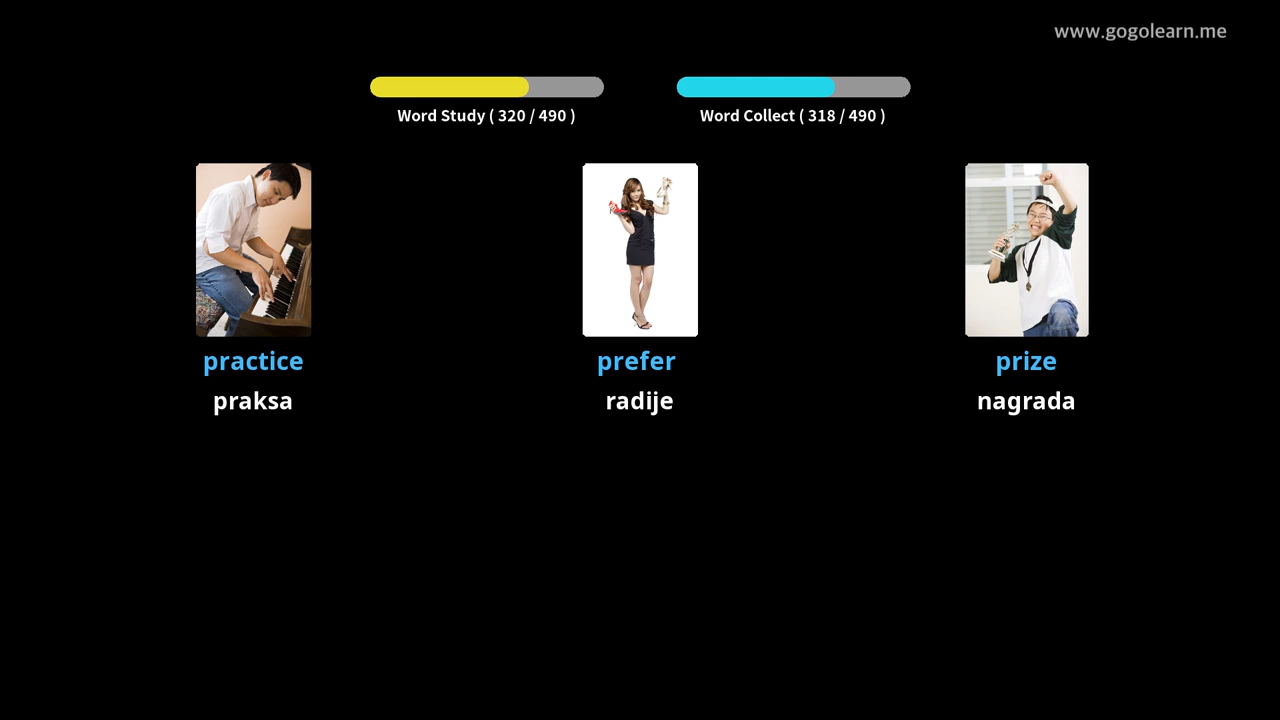 www.gogolearn.me
Word Study ( 320 / 490 )
Word Collect ( 318 / 490 )
practice
praksa
prefer
radije
prize
nagrada